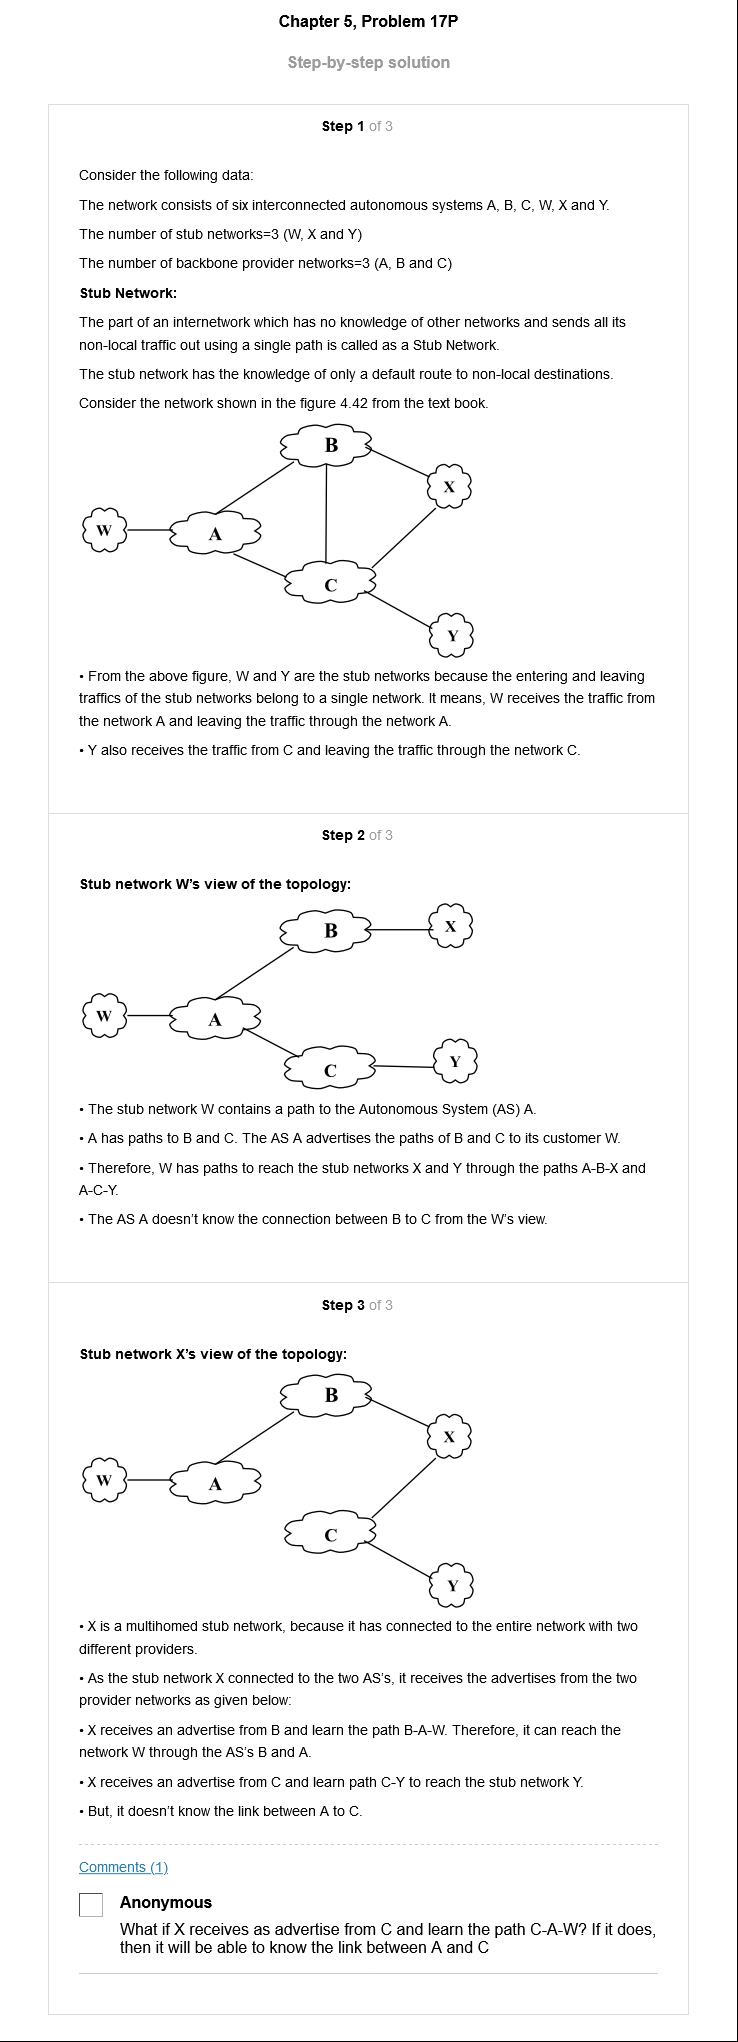 Chapter 5, Problem 17P
Step-by-step solution
Step 1 of 3
Consider the following data:
The network consists of six interconnected autonomous systems A, B, C, W, X and Y.
The number of stub networks=3 (W, X and Y)
The number of backbone provider networks=3 (A, B and C)
Stub Network:
The part of an internetwork which has no knowledge of other networks and sends all its
non-local traffic out using a single path is called as a Stub Network.
The stub network has the knowledge of only a default route to non-local destinations.
Consider the network shown in the figure 4.42 from the text book.
B
X
W
A
C
Y
• From the above figure, W and Y are the stub networks because the entering and leaving
traffics of the stub networks belong to a single network. It means, W receives the traffic from
the network A and leaving the traffic through the network A.
• Y also receives the traffic from C and leaving the traffic through the network C.
Step 2 of 3
Stub network W's view of the topology:
B
X
W
A
C
Y
• The stub network W contains a path to the Autonomous System (AS) A.
• A has paths to B and C. The AS A advertises the paths of B and C to its customer W.
• Therefore, W has paths to reach the stub networks X and Y through the paths A-B-X and
A-C-Y.
• The AS A doesn't know the connection between B to C from the W's view.
Step 3 of 3
Stub network X's view of the topology:
B
X
W
A
C
Y
• X is a multihomed stub network, because it has connected to the entire network with two
different providers.
• As the stub network X connected to the two AS's, it receives the advertises from the two
provider networks as given below:
• X receives an advertise from B and learn the path B-A-W. Therefore, it can reach the
network W through the AS's B and A.
• X receives an advertise from C and learn path C-Y to reach the stub network Y.
• But, it doesn't know the link between A to C.
Comments (1)
Anonymous
What if X receives as advertise from C and learn the path C-A-W? If it does,
then it will be able to know the link between A and C